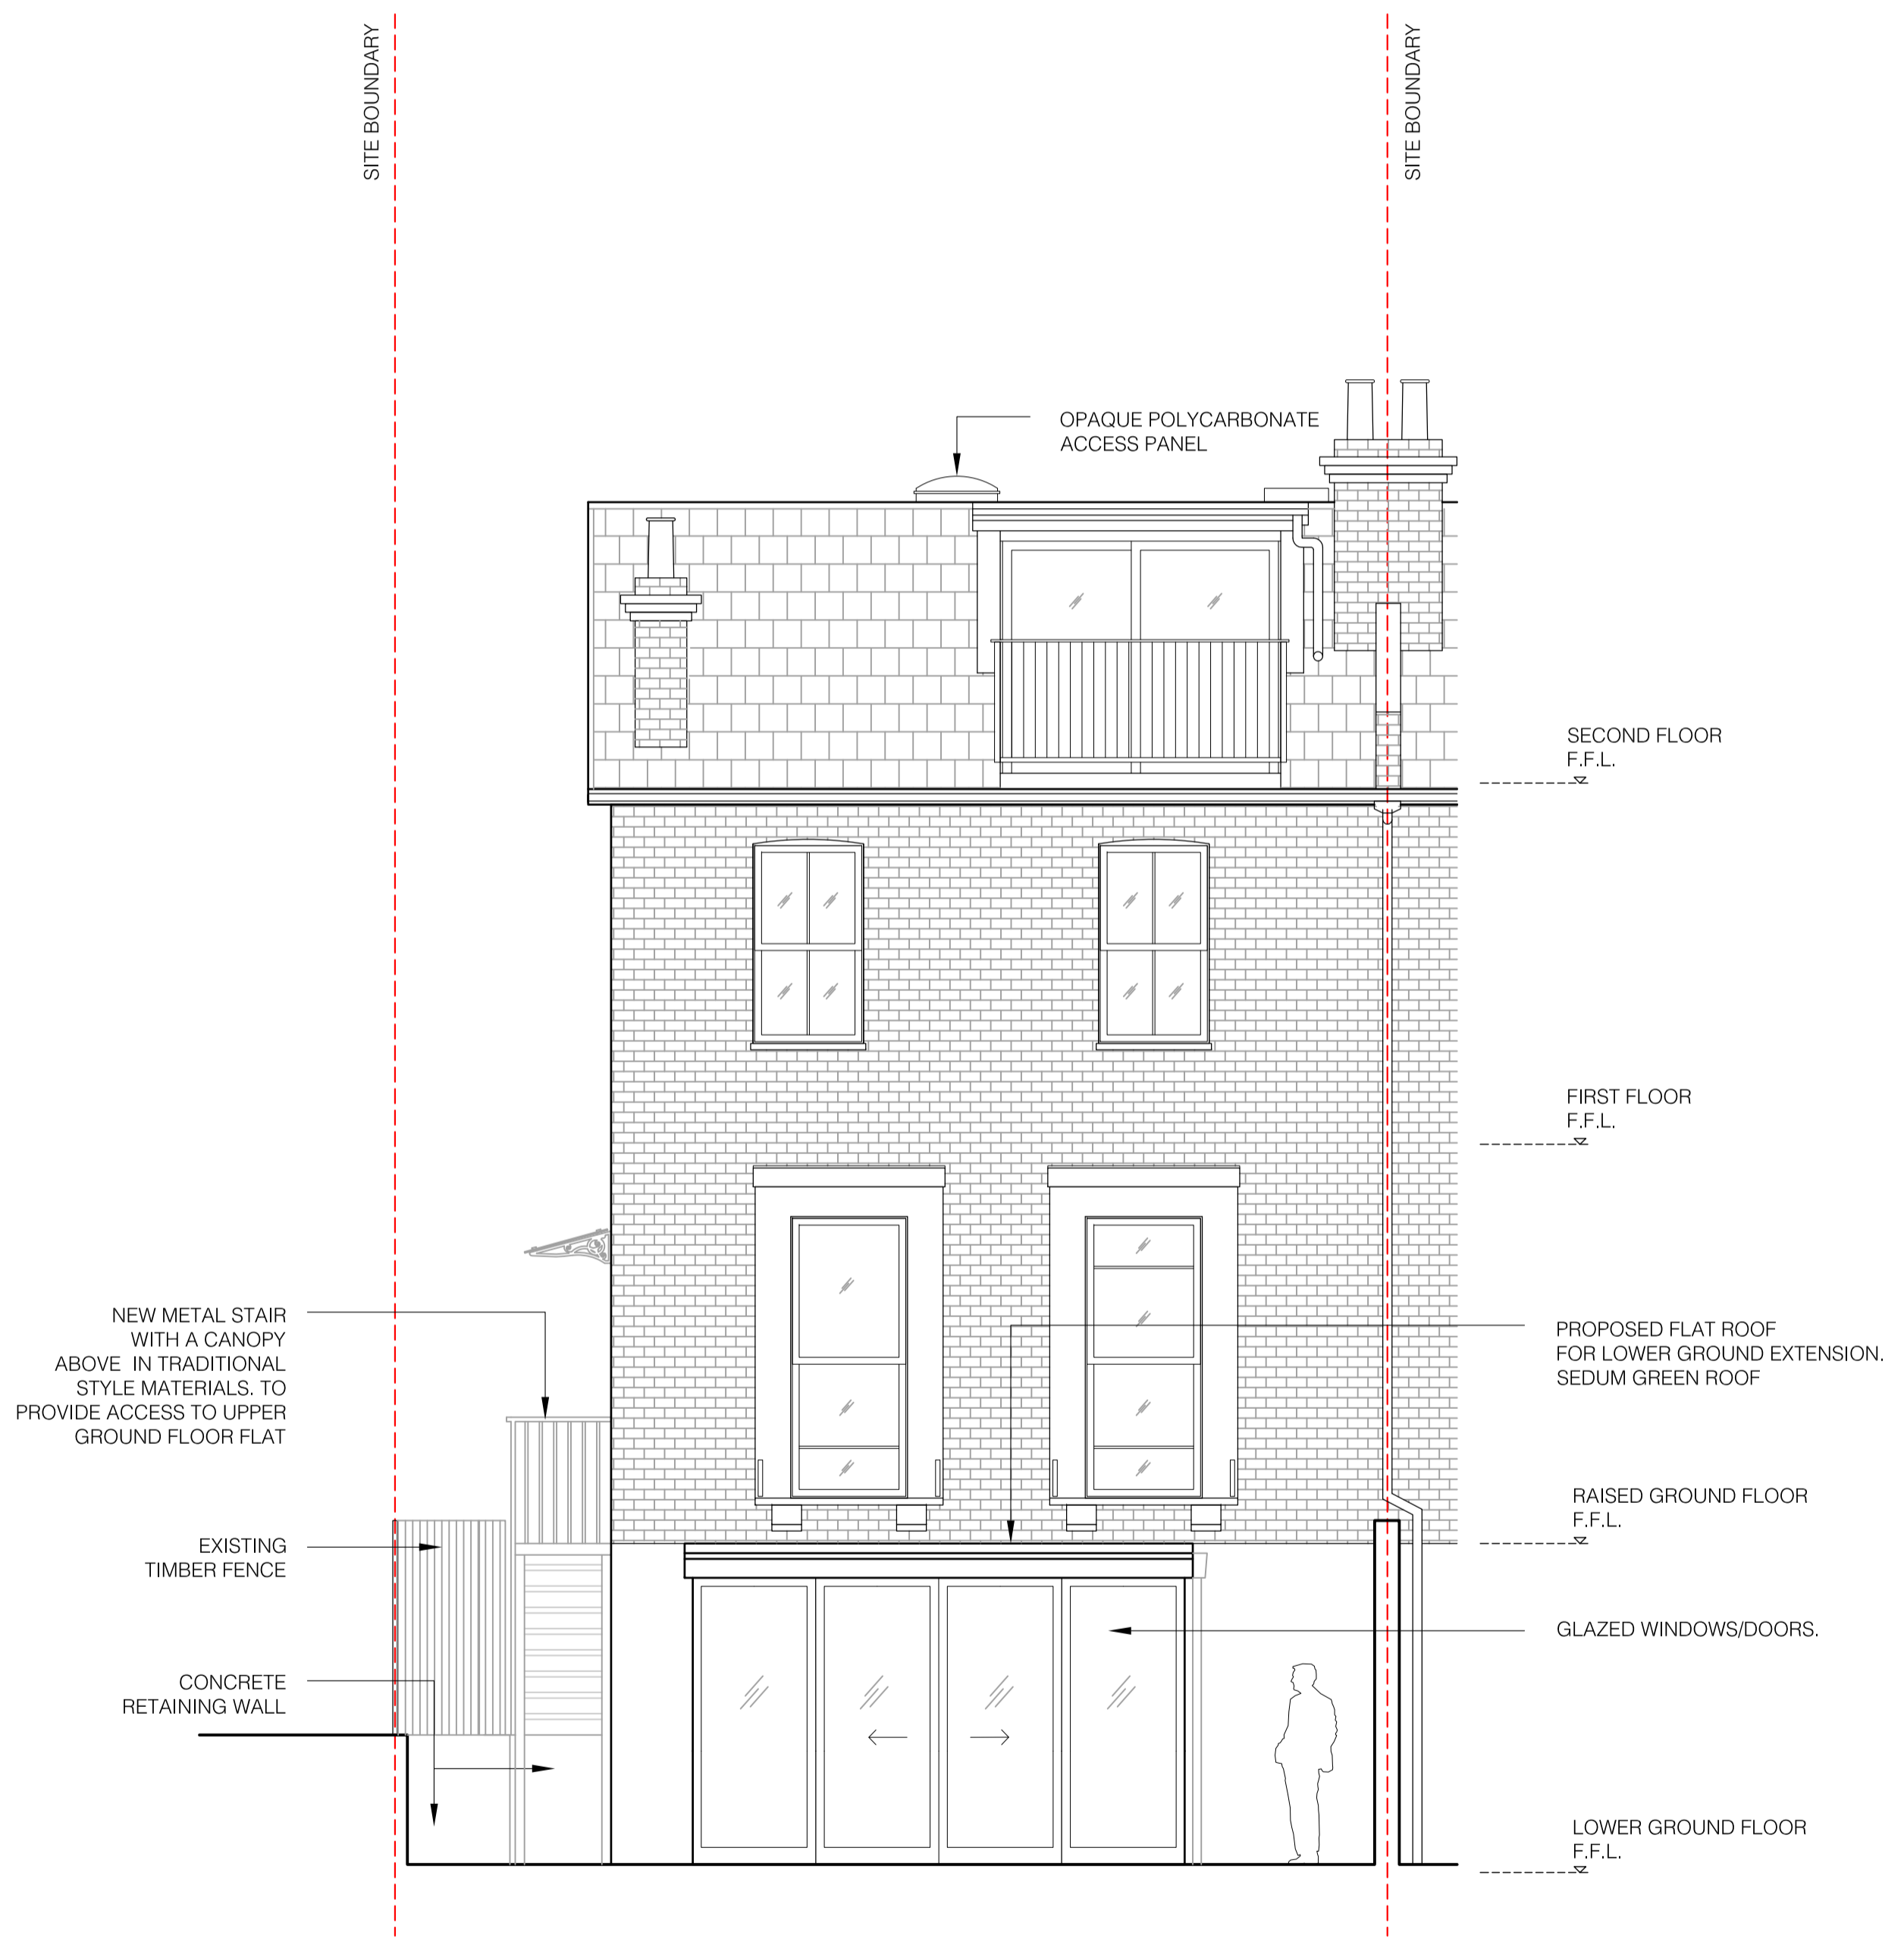 SITE BOUNDARY
SITE BOUNDARY
OPAQUE POLYCARBONATE
ACCESS PANEL
SECOND FLOOR
F.F.L.
FIRST FLOOR
F.F.L.
NEW METAL STAIR
WITH A CANOPY
ABOVE IN TRADITIONAL
STYLE MATERIALS. TO
PROVIDE ACCESS TO UPPER
GROUND FLOOR FLAT
PROPOSED FLAT ROOF
FOR LOWER GROUND EXTENSION.
SEDUM GREEN ROOF
RAISED GROUND FLOOR
F.F.L.
EXISTING
TIMBER FENCE
GLAZED WINDOWS/DOORS.
CONCRETE
RETAINING WALL
LOWER GROUND FLOOR
F.F.L.